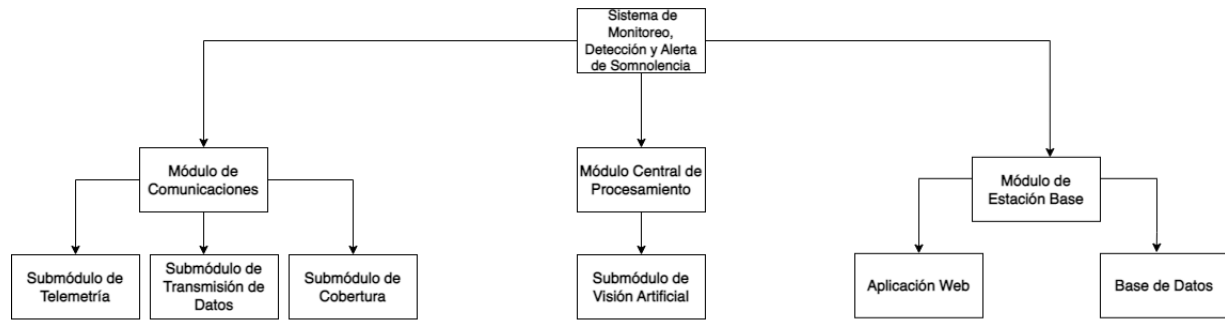 Sistema de
Monitoreo,
Detección y Alerta
de Somnolencia
Módulo de
Comunicaciones
Módulo Central de
Procesamiento
Módulo de
Estación Base
Submódulo de
Telemetría
Submódulo de
Transmisión de
Datos
Submódulo de
Cobertura
Submódulo de
Visión Artificial
Aplicación Web
Base de Datos